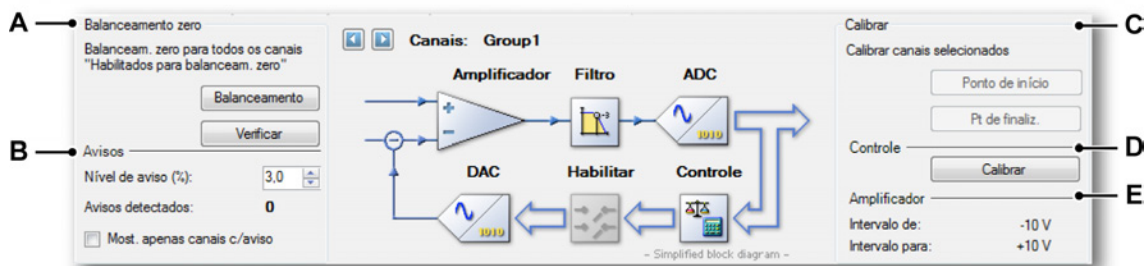 A
Balanceamento zero
Balanceam. zero para todos os canais
"Habilitados para balanceam. zero"
Balanceamento
Verificar
B
Avisos
Nível de aviso (%): 3,0
Avisos detectados: 0
Most. apenas canais c/aviso
Canais: Group1
Amplificador
Filtro
ADC
+
−
-3
1010
−
DAC
Habilitar
Controle
1010
– Simplified block diagram –
C
Calibrar
Calibrar canais selecionados
Ponto de início
Pt de finaliz.
D
Controle
Calibrar
E
Amplificador
Intervalo de: -10 V
Intervalo para: +10 V